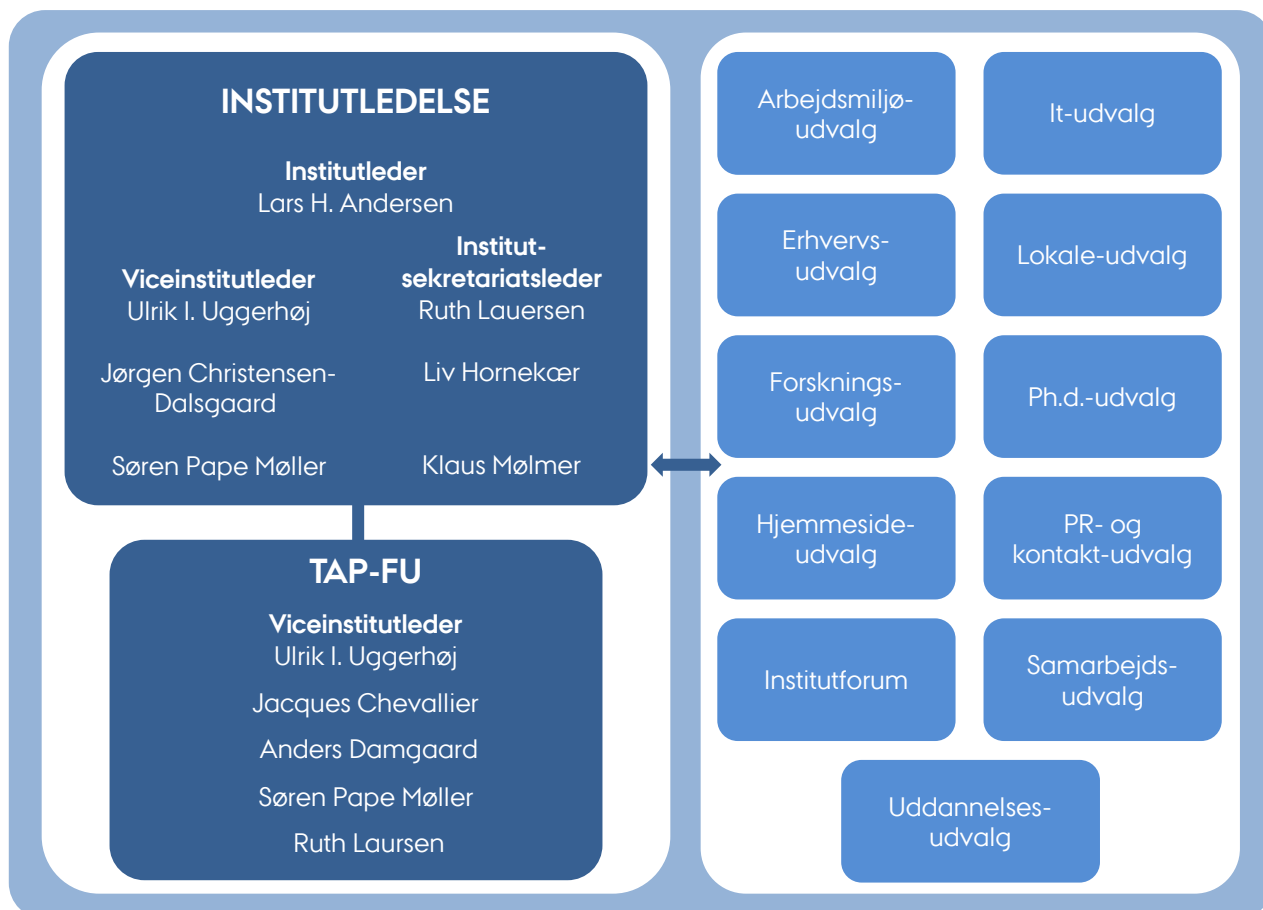 INSTITUTLEDELSE
Institutleder
Lars H. Andersen
Viceinstitutleder
Ulrik I. Uggerhøj
Institut-
sekretariatsleder
Ruth Lauersen
Jørgen Christensen-
Dalsgaard
Liv Hornekær
Søren Pape Møller
Klaus Mølmer
TAP-FU
Viceinstitutleder
Ulrik I. Uggerhøj
Jacques Chevallier
Anders Damgaard
Søren Pape Møller
Ruth Laursen
Arbejdsmiljø-
udvalg
It-udvalg
Erhvervs-
udvalg
Lokale-udvalg
Forsknings-
udvalg
Ph.d.-udvalg
Hjemmeside-
udvalg
PR- og
kontakt-udvalg
Institutforum
Samarbejds-
udvalg
Uddannelses-
udvalg